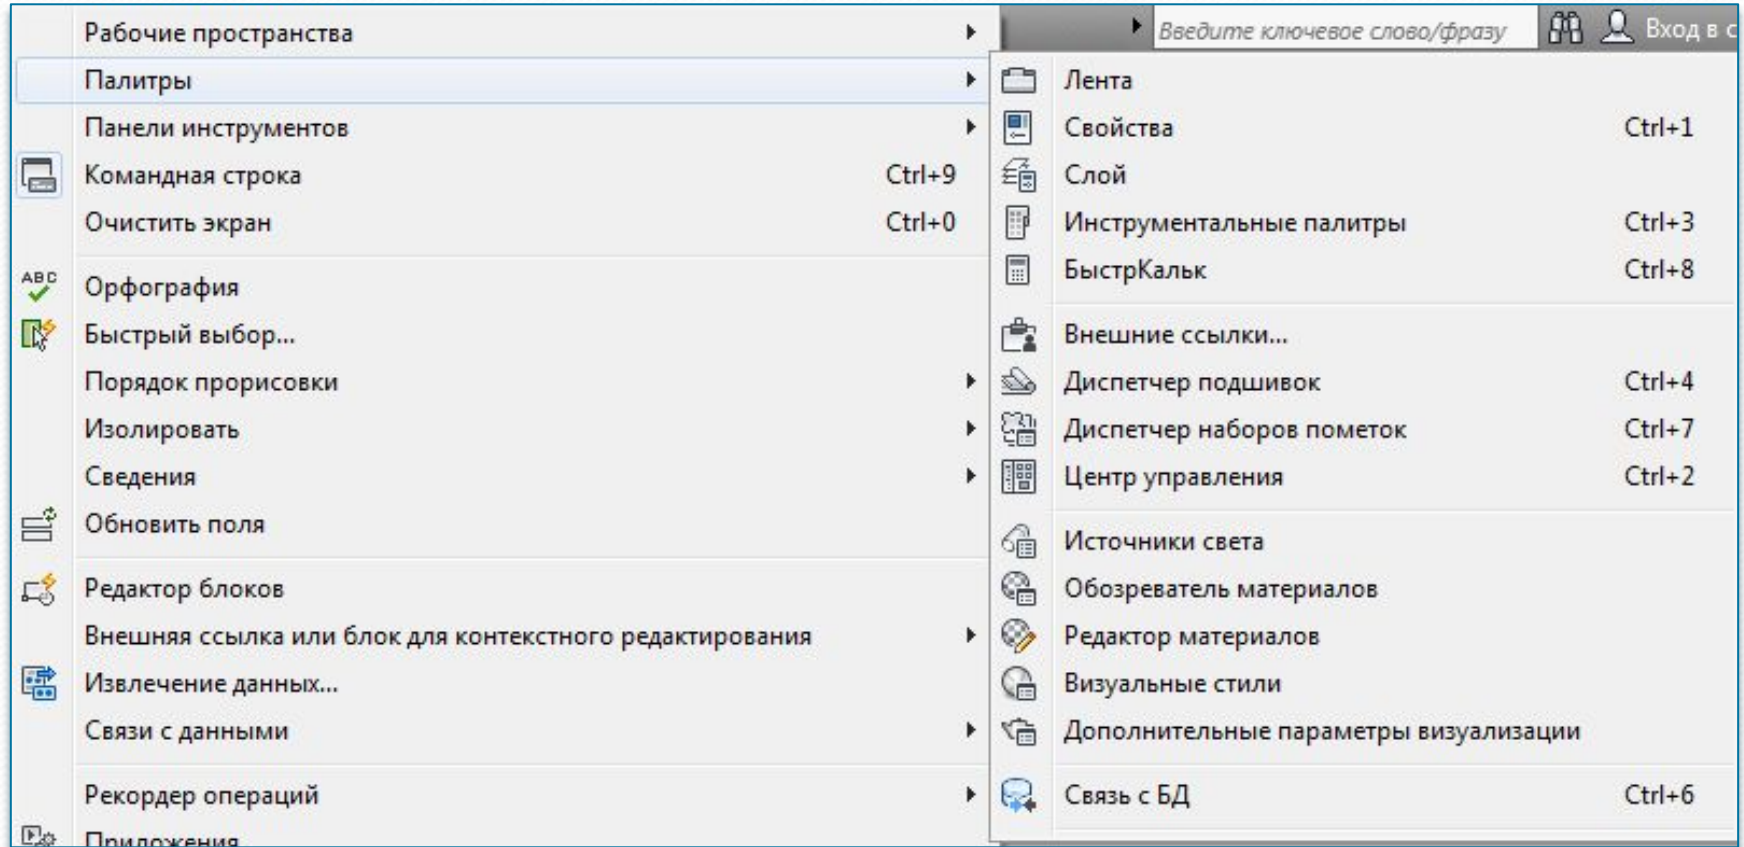 Рабочие пространства
Палитры
Панели инструментов
Командная строка Ctrl+9
Очистить экран Ctrl+0
ABC
Орфография
Быстрый выбор...
Порядок прорисовки
Изолировать
Сведения
Обновить поля
Редактор блоков
Внешняя ссылка или блок для контекстного редактирования
Извлечение данных...
Связи с данными
Рекордер операций
Приложения
Введите ключевое слово/фразу
Вход в с
Лента
Свойства Ctrl+1
Слой
Инструментальные палитры Ctrl+3
БыстрКальк Ctrl+8
Внешние ссылки...
Диспетчер подшивок Ctrl+4
Диспетчер наборов пометок Ctrl+7
Центр управления Ctrl+2
Источники света
Обозреватель материалов
Редактор материалов
Визуальные стили
Дополнительные параметры визуализации
Связь с БД Ctrl+6